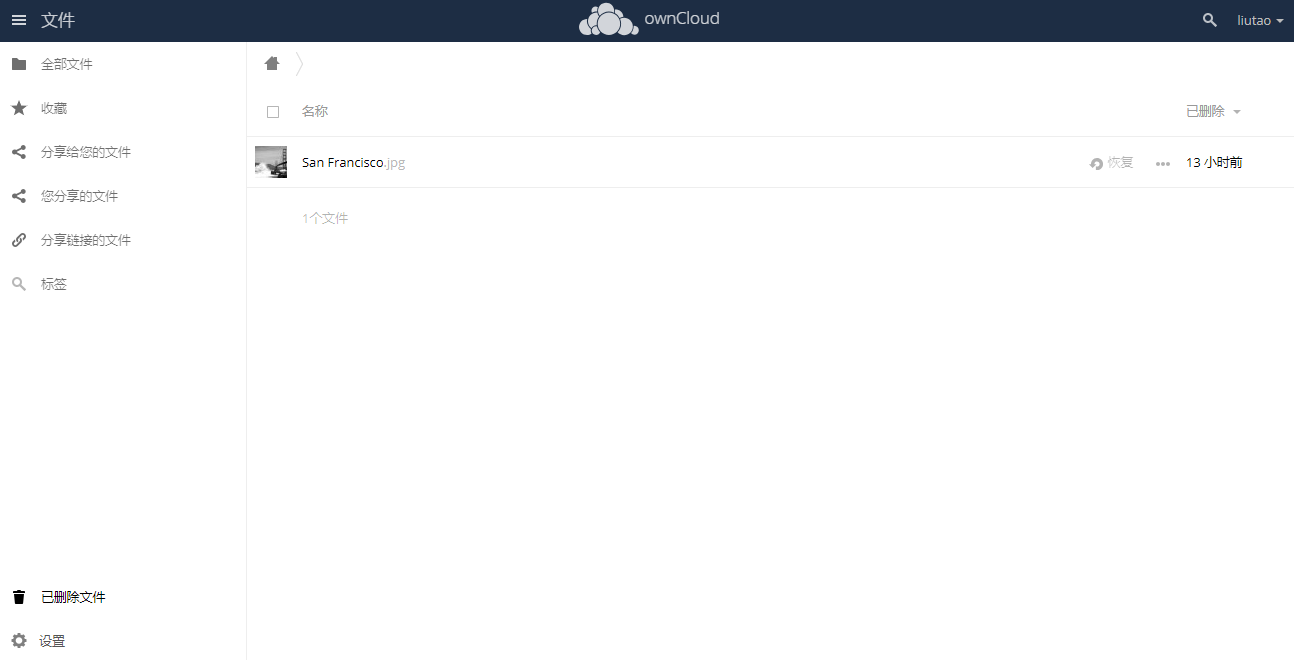 文件
ownCloud
liutao
全部文件
收藏
分享给您的文件
您分享的文件
分享链接的文件
标签
已删除文件
设置
名称
已删除
San Francisco.jpg
恢复
13 小时前
1个文件